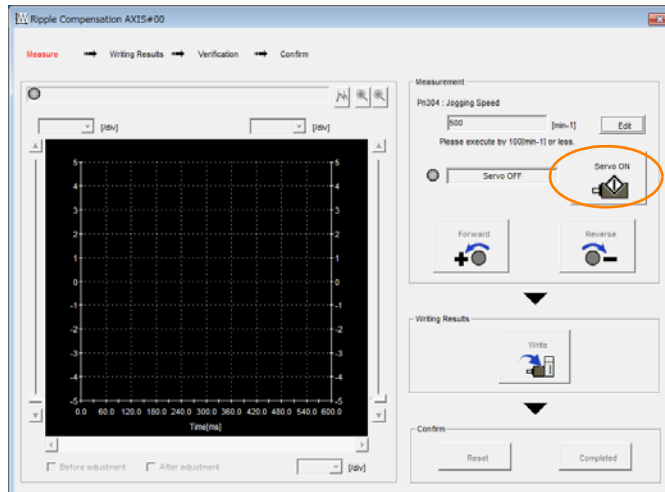 Ripple Compensation AXIS#00
Measure Writing Results Verification Confirm
[/div] [/div]
5 5
4 4
3 3
2 2
1 1
0 0
-1 -1
-2 -2
-3 -3
-4 -4
-5 -5
0.0 60.0 120.0 180.0 240.0 300.0 360.0 420.0 480.0 540.0 600.0
Time[ms]
Before adjustment After adjustment [/div]
Measurement
Pn304 : Jogging Speed
500 [min-1] Edit
Please execute by 100[min-1] or less.
Servo OFF Servo ON
Forward Reverse
Writing Results
Write
Confirm
Reset Completed